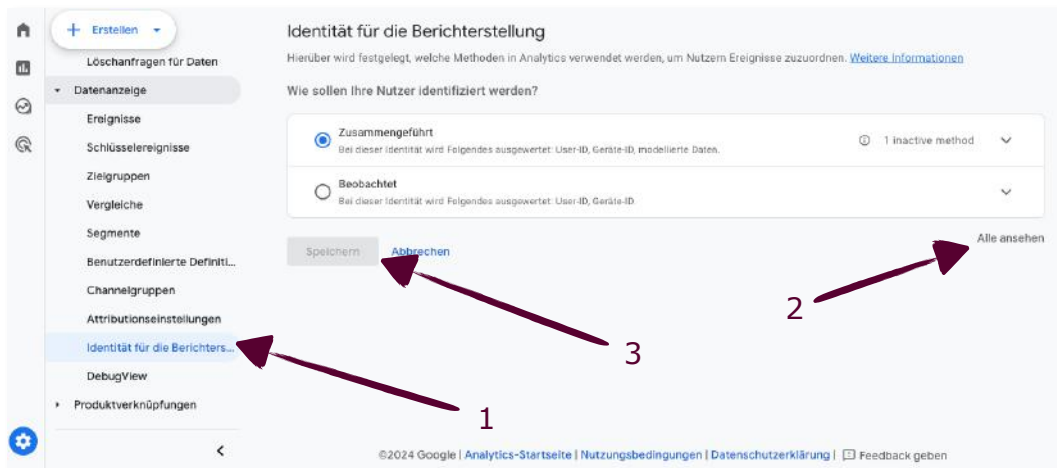 Erstellen
Löschanfragen für Daten
Datenanzeige
Ereignisse
Schlüsselereignisse
Zielgruppen
Vergleiche
Segmente
Benutzerdefinierte Definiti...
Channelgruppen
Attributionseinstellungen
Identität für die Berichters...
DebugView
Produktverknüpfungen
Identität für die Berichterstellung
Hierüber wird festgelegt, welche Methoden in Analytics verwendet werden, um Nutzern Ereignisse zuzuordnen. Weitere Informationen
Wie sollen Ihre Nutzer identifiziert werden?
Zusammengeführt
Bei dieser Identität wird Folgendes ausgewertet: User-ID, Geräte-ID, modellierte Daten.
1 inactive method
Beobachtet
Bei dieser Identität wird Folgendes ausgewertet: User-ID, Geräte-ID
Alle ansehen
Speichern Abbrechen
2
3
1
©2024 Google | Analytics-Startseite | Nutzungsbedingungen | Datenschutzerklärung | Feedback geben